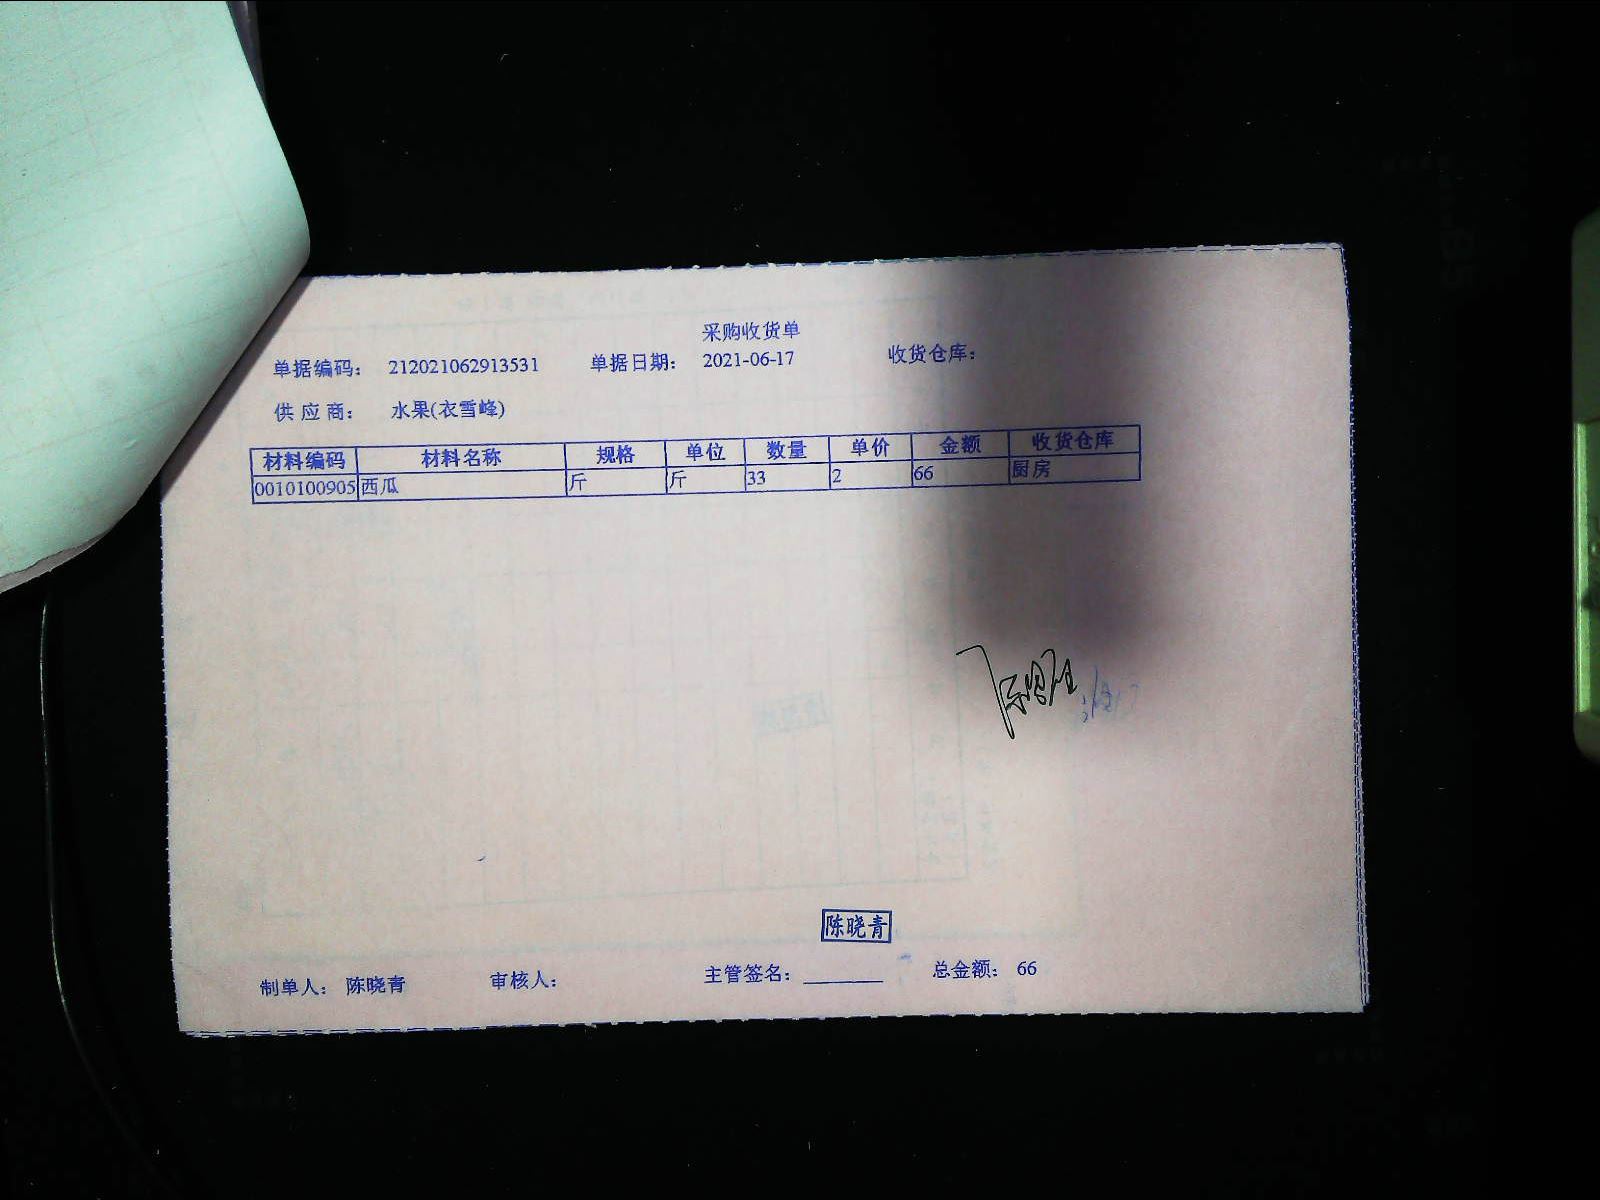 采购收货单
单据编码： 212021062913531 单据日期： 2021-06-17 收货仓库：
供应商： 水果(衣雪峰)
材料编码 材料名称 规格 单位 数量 单价 金额 收货仓库
0010100905 西瓜 斤 斤 33 2 66 厨房
陈晓青
制单人： 陈晓青 审核人： 主管签名： 总金额： 66